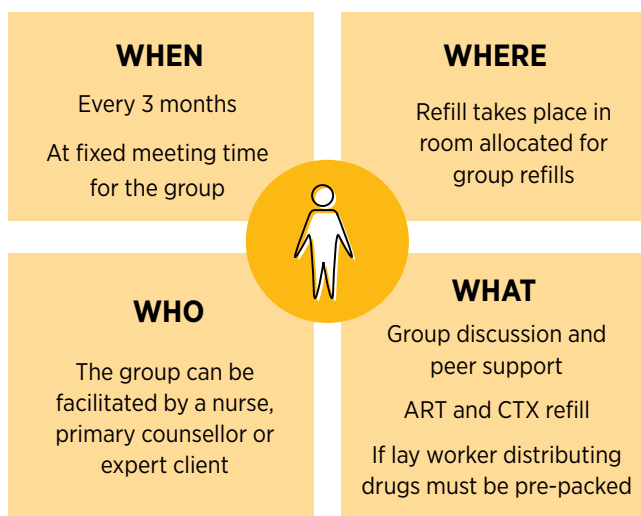 WHEN
Every 3 months
At fixed meeting time
for the group
WHERE
Refill takes place in
room allocated for
group refills
WHO
The group can be
facilitated by a nurse,
primary counsellor or
expert client
WHAT
Group discussion and
peer support
ART and CTX refill
If lay worker distributing
drugs must be pre-packed